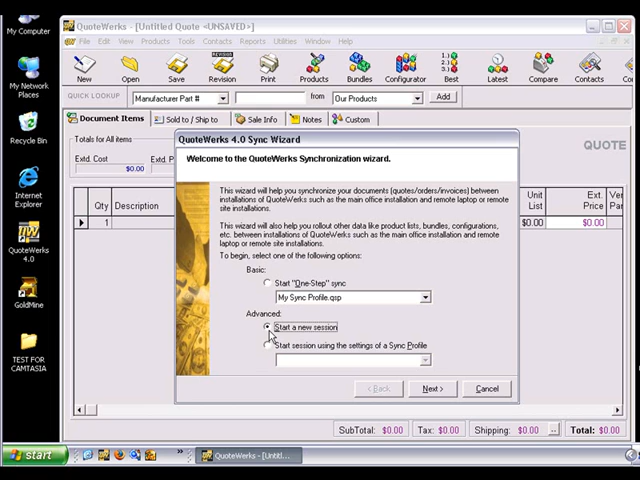 My Computer
My Network
Places
Recycle Bin
Internet
Explorer
QuoteWerks
4.0
GoldMine
TEST FOR
CAMTASIA
QuoteWerks - [Untitled Quote <UNSAVED>]
File Edit View Products Tools Contacts Reports Utilities Window Help
New Open Save Revision Print Products Bundles Configurator Best Latest Compare Contacts
QUICK LOOKUP Manufacturer Part # from Our Products Add
Document Items Sold to / Ship to Sale Info Notes Custom
Totals for All items
Extd. Cost
$0.00
QUOTE
Qty Description
Unit
List
Ext.
Price
1 $0.00 $0.00
QuoteWerks 4.0 Sync Wizard
Welcome to the QuoteWerks Synchronization wizard.
This wizard will help you synchronize your documents (quotes/orders/invoices) between
installations of QuoteWerks such as the main office installation and remote laptop or remote
site installations.
This wizard will also help you rollout other data like product lists, bundles, configurations,
etc. between installations of QuoteWerks such as the main office installation and remote
laptop or remote site installations.
To begin, select one of the following options:
Basic:
Start "One-Step" sync
My Sync Profile.qsp
Advanced:
Start a new session
Start session using the settings of a Sync Profile
< Back Next > Cancel
SubTotal: $0.00 Tax: $0.00 Shipping: $0.00 ... Total: $0.00
start
QuoteWerks - [Untitl...